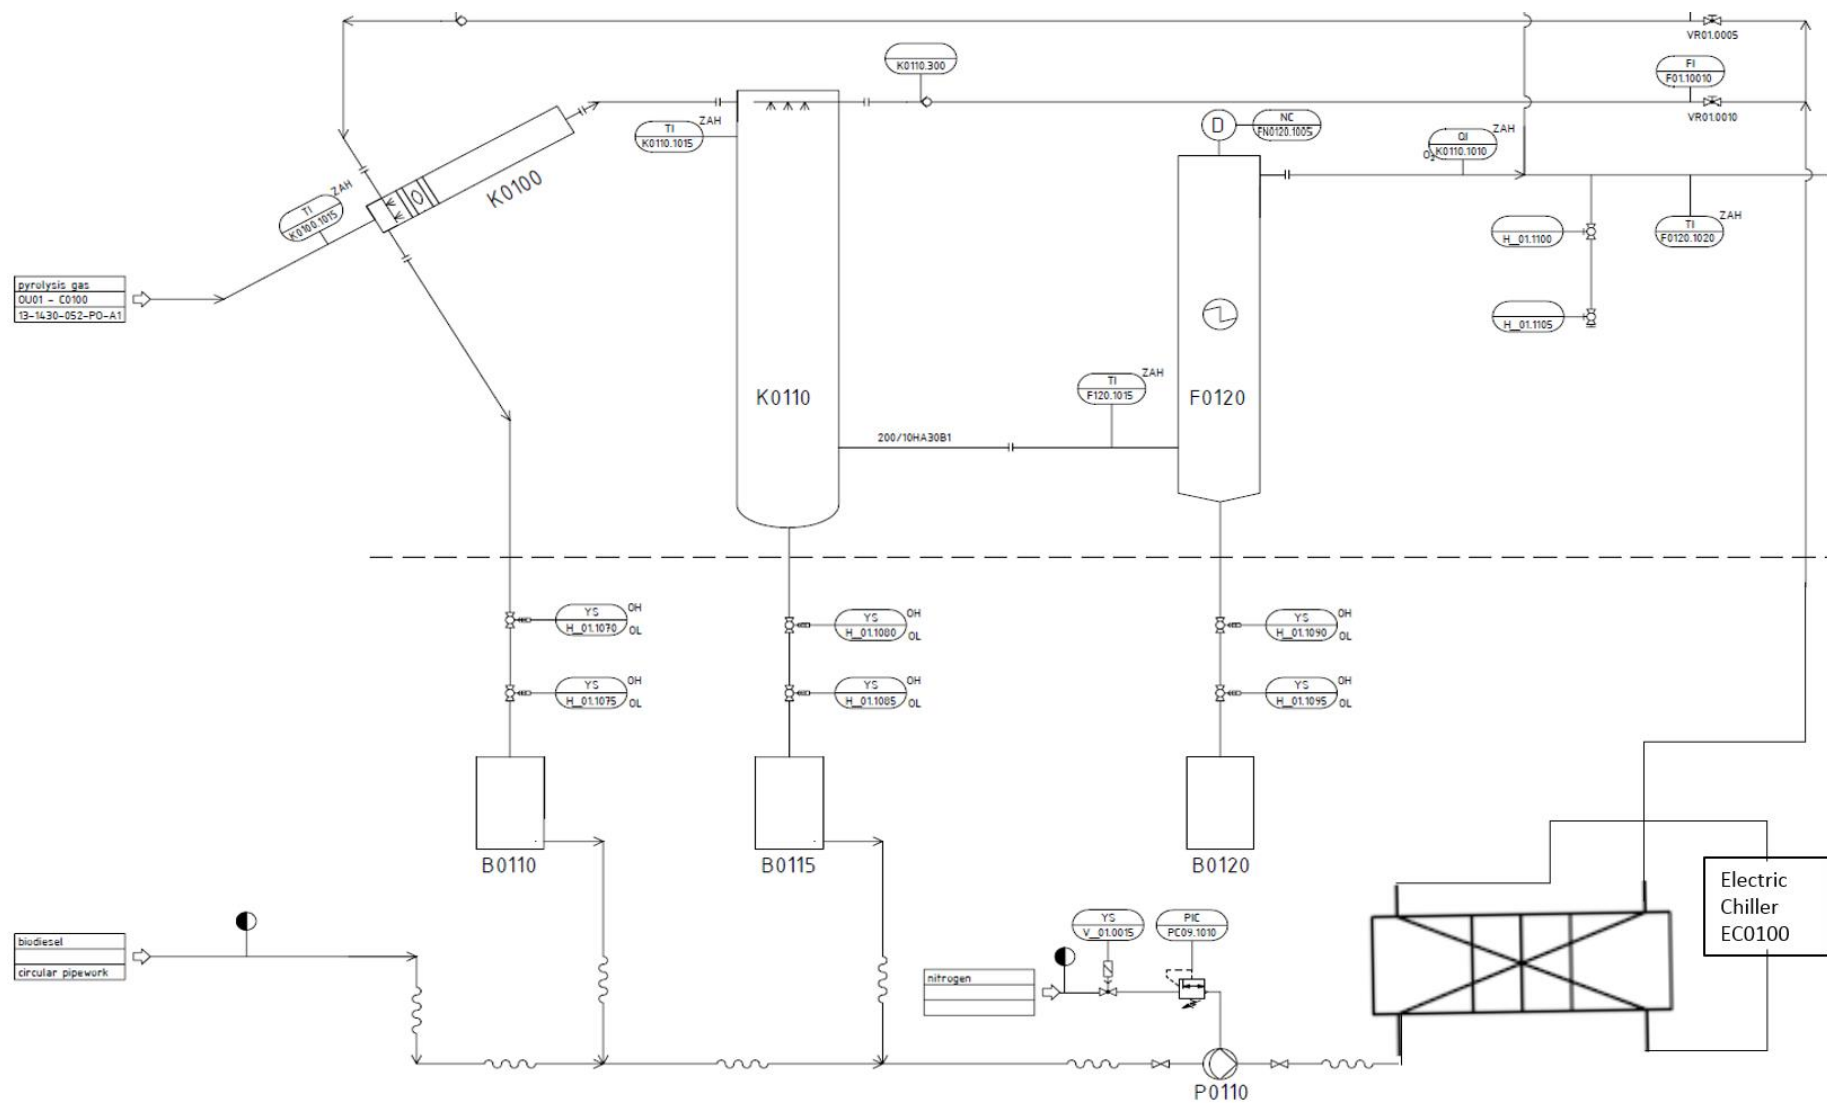 VR01.0005
K0110.300
FI
F01.10010
VR01.0010
TI
K0110.1015
ZAH
D
NC
FN0120.1005
QI
K0110.1010
ZAH
O2
K0100
TI
K0100.1015
ZAH
H_01.1100
TI
F0120.1020
ZAH
pyrolysis gas
OU01 - C0100
13-1430-052-PO-A1
H_01.1105
K0110
TI
F120.1015
ZAH
F0120
200/10HA30B1
YS
H_01.1070
OH
OL
YS
H_01.1080
OH
OL
YS
H_01.1090
OH
OL
YS
H_01.1075
OH
OL
YS
H_01.1085
OH
OL
YS
H_01.1095
OH
OL
B0110
B0115
B0120
Electric
Chiller
EC0100
biodiesel
circular pipework
YS
V_01.0015
PIC
PC09.1010
nitrogen
P0110